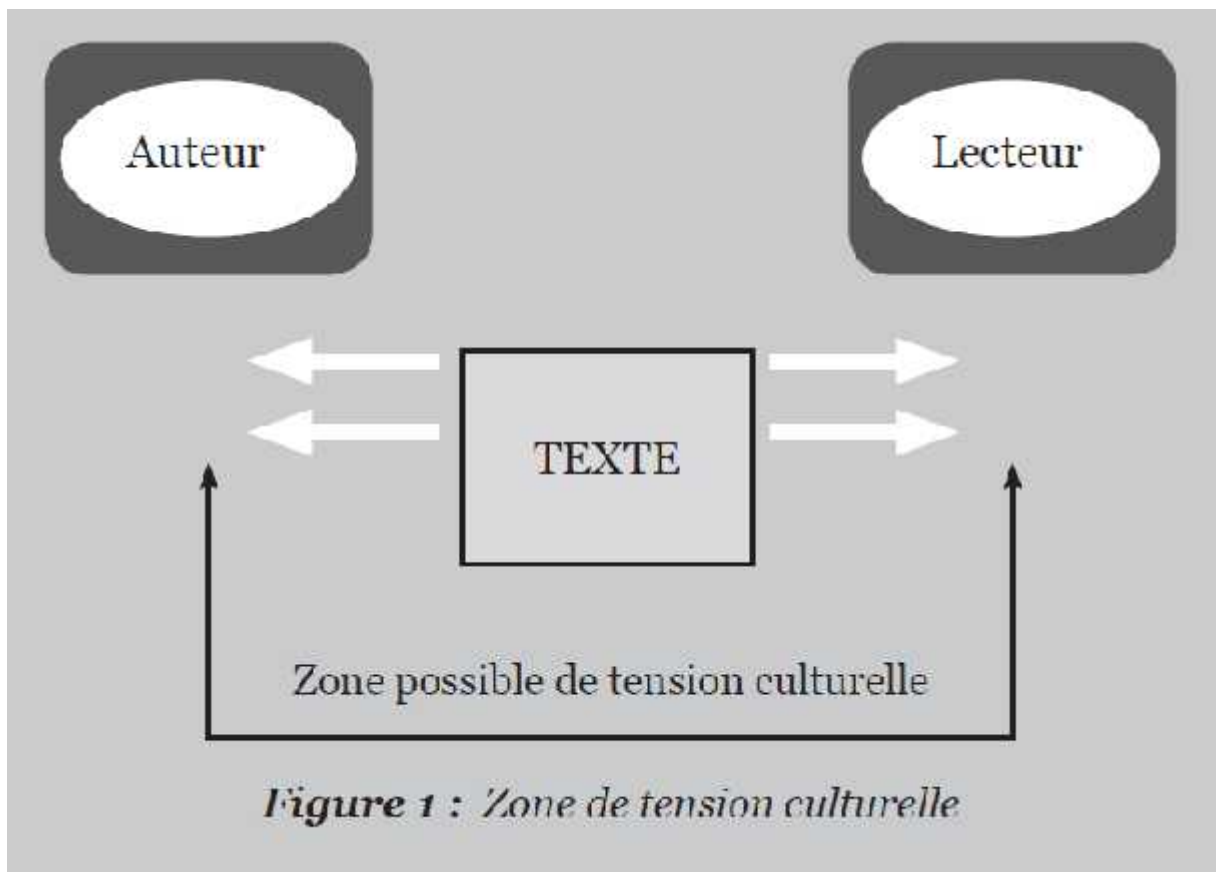 Auteur
Lecteur
TEXTE
Zone possible de tension culturelle
Figure 1 : Zone de tension culturelle